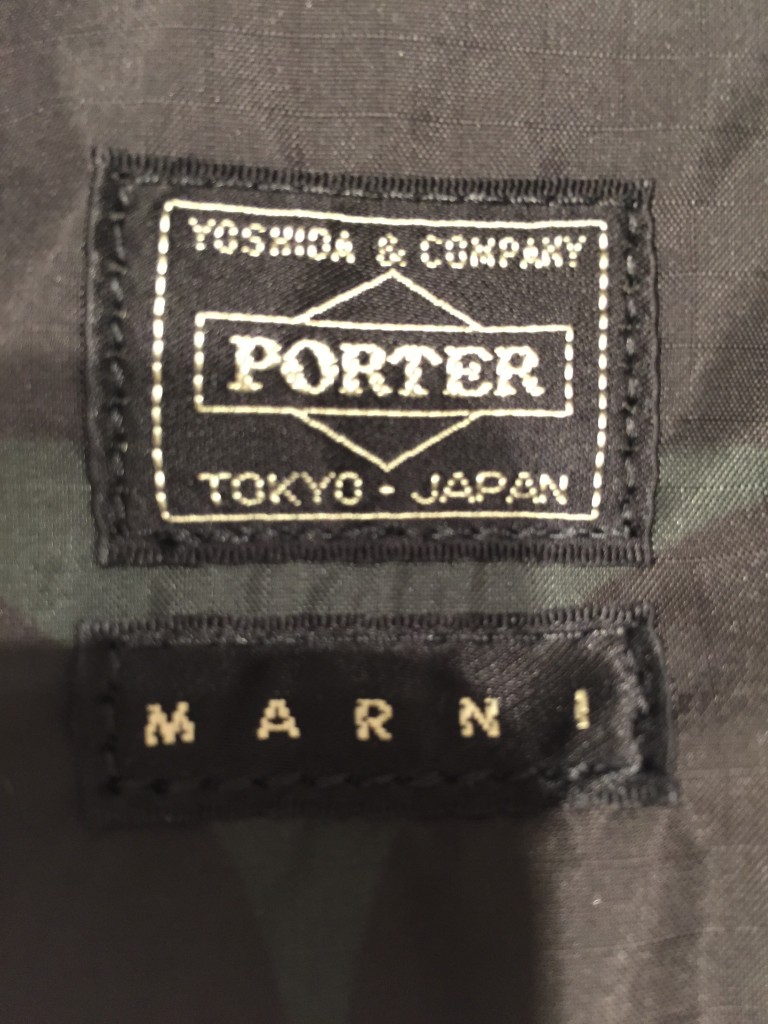 YOSHIDA & COMPANY
PORTER
TOKYO · JAPAN
MARNI